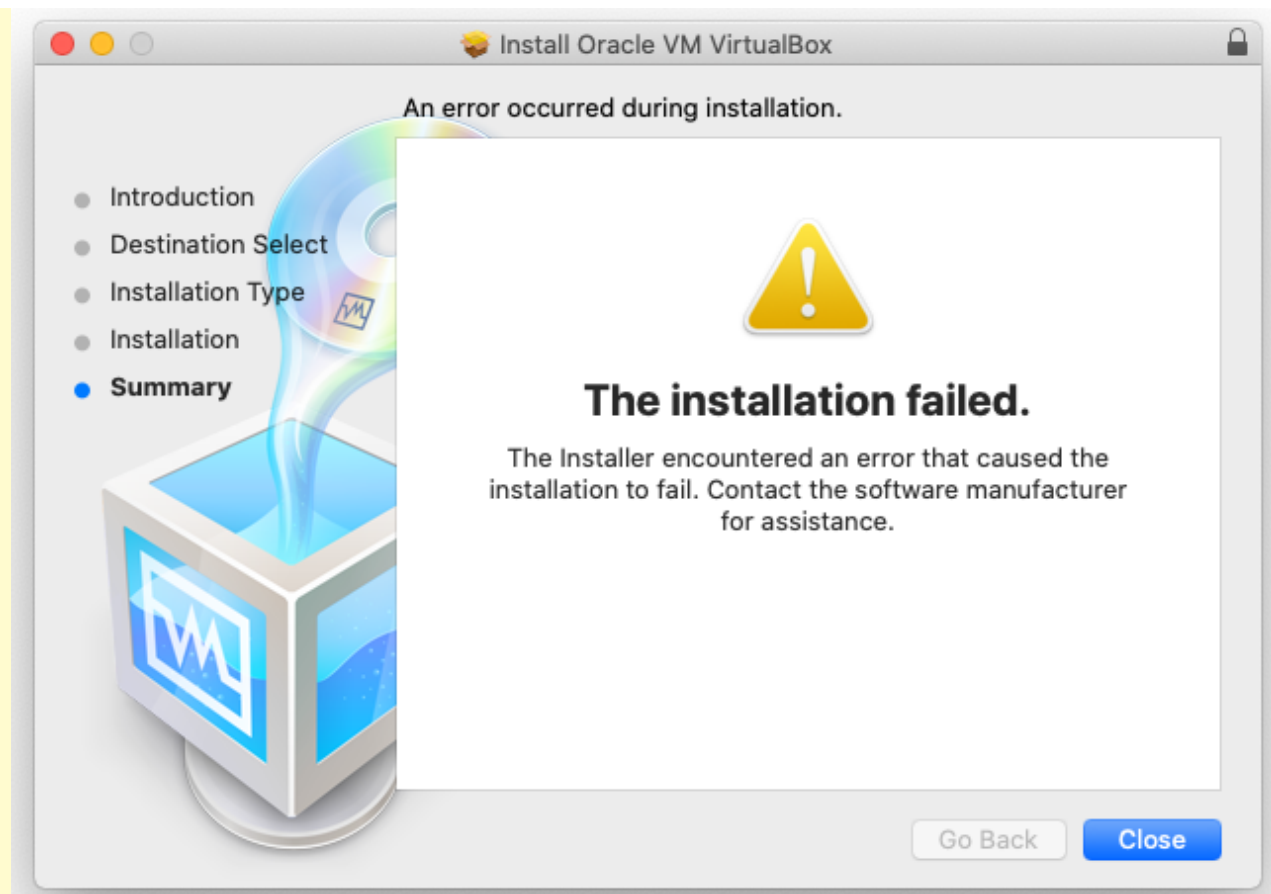 Install Oracle VM VirtualBox
An error occurred during installation.
Introduction
Destination Select
Installation Type
Installation
Summary
The installation failed.
The Installer encountered an error that caused the
installation to fail. Contact the software manufacturer
for assistance.
Go Back
Close